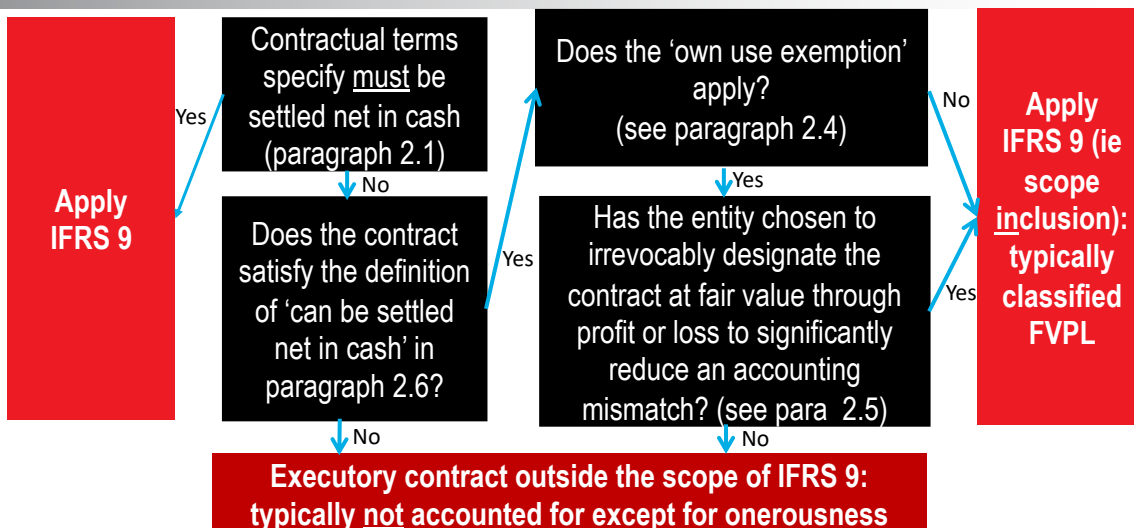 Apply
IFRS 9
Yes
Contractual terms
specify must be
settled net in cash
(paragraph 2.1)
No
Does the contract
satisfy the definition
of ‘can be settled
net in cash’ in
paragraph 2.6?
Yes
No
Does the ‘own use exemption’
apply?
(see paragraph 2.4)
No
Yes
Has the entity chosen to
irrevocably designate the
contract at fair value through
profit or loss to significantly
reduce an accounting
mismatch? (see para 2.5)
Yes
No
Apply
IFRS 9 (ie
scope
inclusion):
typically
classified
FVPL
Executory contract outside the scope of IFRS 9:
typically not accounted for except for onerousness